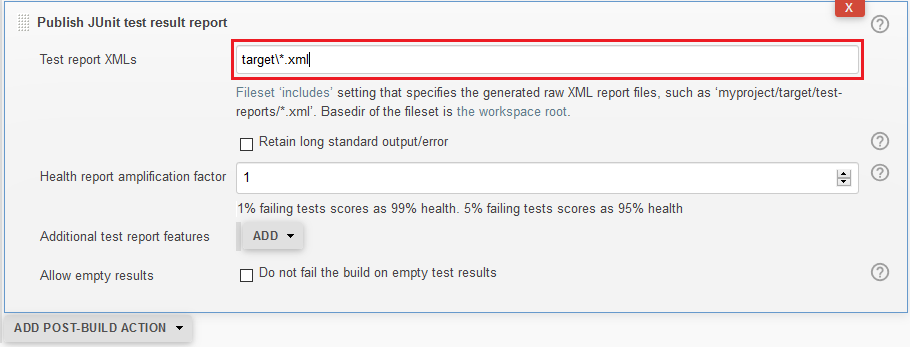 X
Publish JUnit test result report
?
Test report XMLs
target\*.xml
Fileset ‘includes’ setting that specifies the generated raw XML report files, such as ‘myproject/target/test-
reports/*.xml’. Basedir of the fileset is the workspace root.
Retain long standard output/error
?
Health report amplification factor
1
?
1% failing tests scores as 99% health. 5% failing tests scores as 95% health
Additional test report features
ADD
Allow empty results
Do not fail the build on empty test results
?
ADD POST-BUILD ACTION